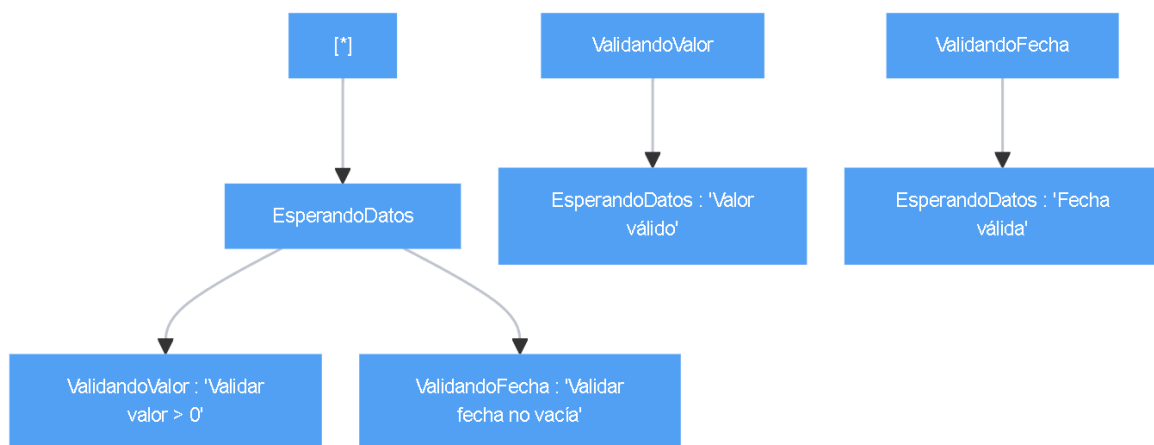 [*]
ValidandoValor
ValidandoFecha
EsperandoDatos
EsperandoDatos : 'Valor
válido'
EsperandoDatos : 'Fecha
válida'
ValidandoValor : 'Validar
valor > 0'
ValidandoFecha : 'Validar
fecha no vacía'